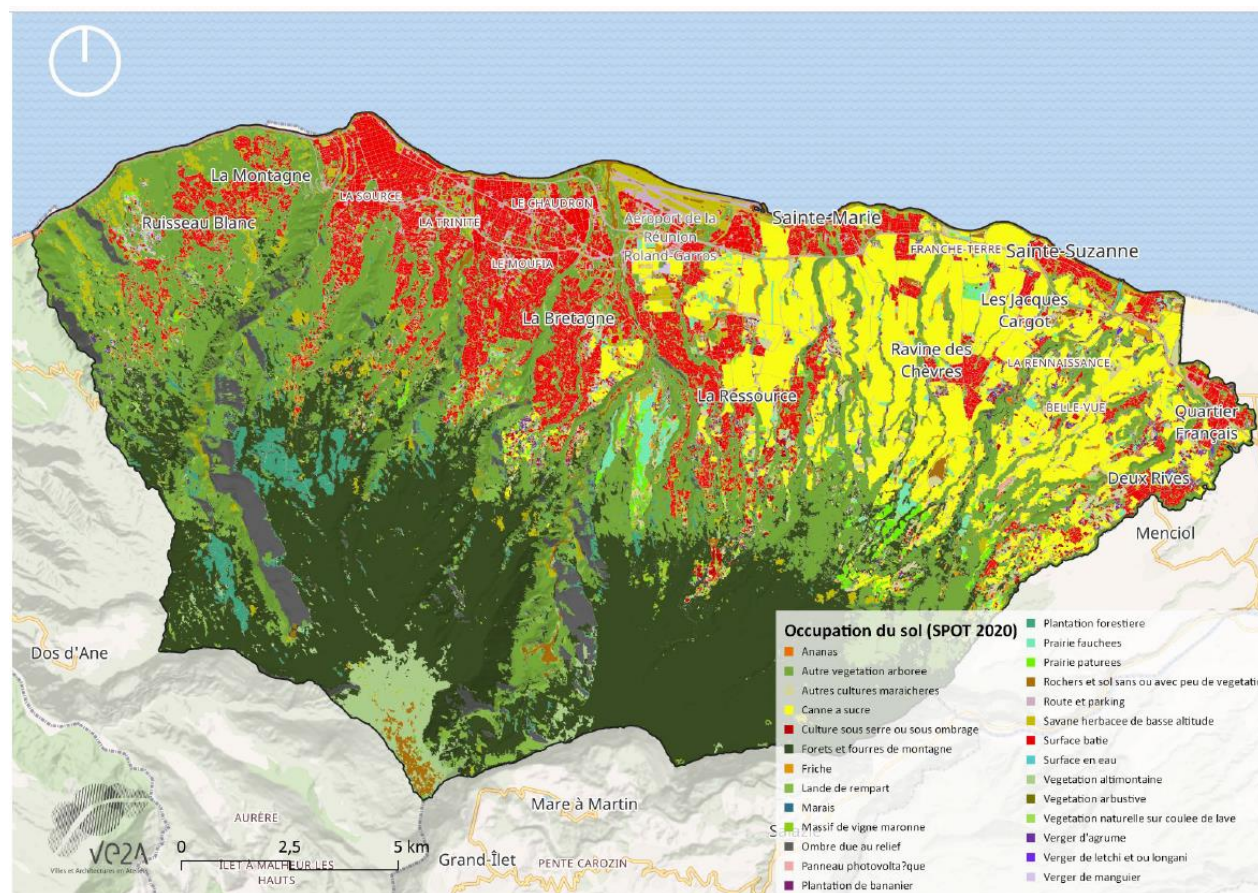 La Montagne
Ruisseau Blanc
LA SOURCE
LA TRINITÉ
LE CHAUDRON
LE MOUFIA
Aéroport de la
Réunion
Roland-Garros
Sainte-Marie
FRANCHE-TERRE
Sainte-Suzanne
La Bretagne
Les Jacques
Cargot
Ravine des
Chèvres
LA RENNAISSANCE
La Ressource
BELLE-VUE
Quartier
Français
Deux Rives
Menciol
Dos d'Ane
Mare à Martin
AURÈRE
ÎLET À MALHEUR LES
HAUTS
Grand-Îlet
PENTE CAROZIN
VE2A
Villes et Architectures en Atelier
0 2,5 5 km
Occupation du sol (SPOT 2020)
Ananas
Autre vegetation arboree
Autres cultures maraicheres
Canne a sucre
Culture sous serre ou sous ombrage
Forets et fourres de montagne
Friche
Lande de rempart
Marais
Massif de vigne maronne
Ombre due au relief
Panneau photovolta?que
Plantation de bananier
Plantation forestiere
Prairie fauchees
Prairie paturees
Rochers et sol sans ou avec peu de vegetati
Route et parking
Savane herbacee de basse altitude
Surface batie
Surface en eau
Vegetation altimontaine
Vegetation arbustive
Vegetation naturelle sur coulee de lave
Verger d'agrume
Verger de letchi et ou longani
Verger de manguier